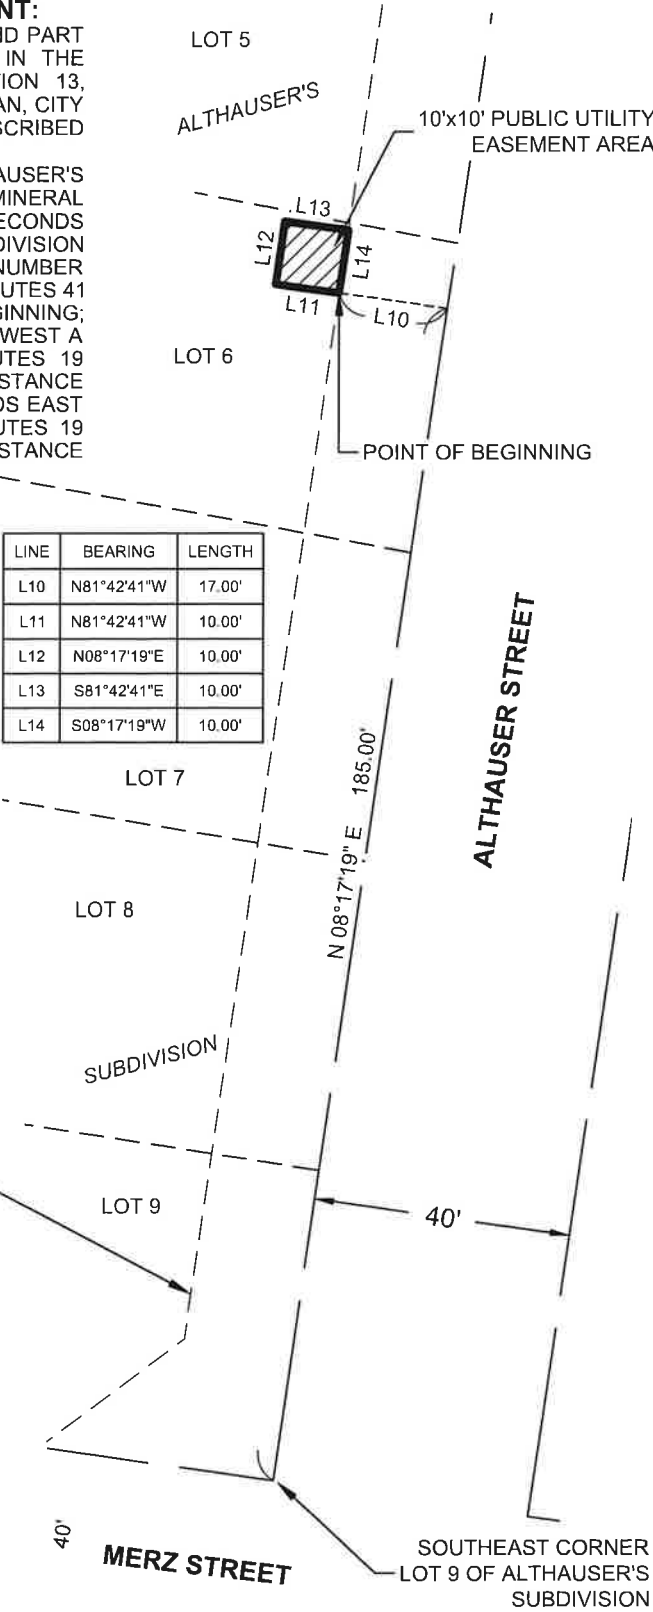 NT:
ND PART
IN THE
TION 13,
AN, CITY
SCRIBED
AUSER'S
MINERAL
ECONDS
DIVISION
NUMBER
UTES 41
GINNING;
WEST A
UTES 19
STANCE
DS EAST
UTES 19
STANCE
LOT 5
ALTHAUSER'S
10'x10' PUBLIC UTILITY
EASEMENT AREA
L13
L12
L14
L11
L10
LOT 6
POINT OF BEGINNING
LINE BEARING LENGTH
L10 N81°42'41"W 17.00'
L11 N81°42'41"W 10.00'
L12 N08°17'19"E 10.00'
L13 S81°42'41"E 10.00'
L14 S08°17'19"W 10.00'
ALTHAUSER STREET
LOT 7
N 08°17'19" E 185.00'
LOT 8
SUBDIVISION
LOT 9
40'
40'
MERZ STREET
SOUTHEAST CORNER
LOT 9 OF ALTHAUSER'S
SUBDIVISION